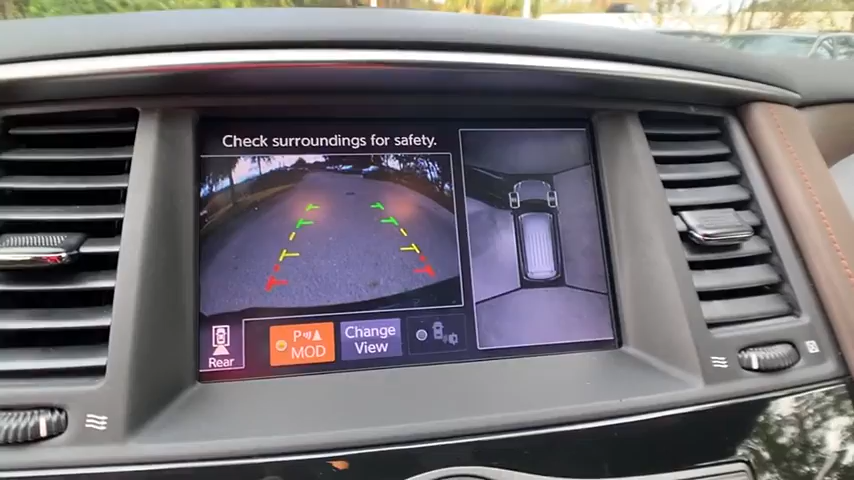 Check surroundings for safety.
Rear
P
MOD
Change
View